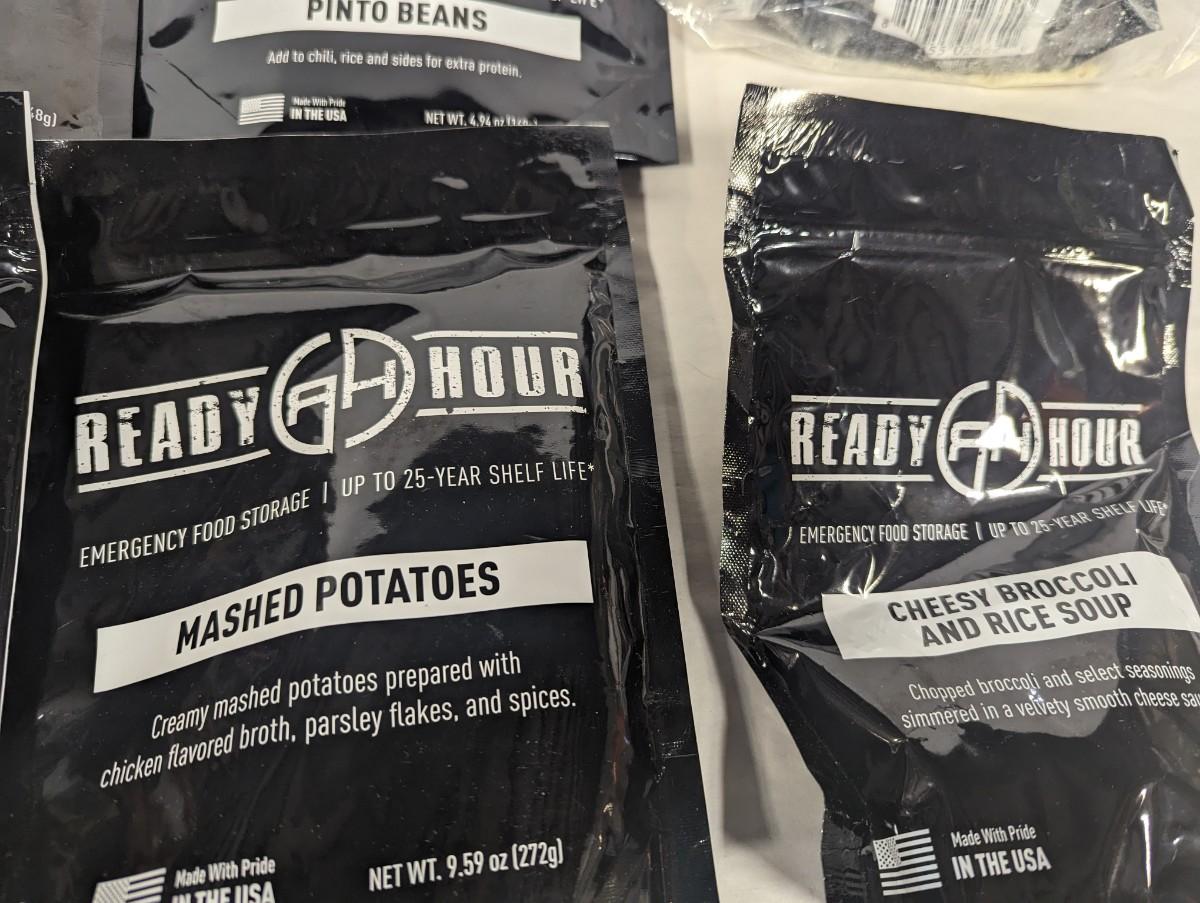 PINTO BEANS
Add to chili, rice and sides for extra protein.
Made With Pride
IN THE USA
NET WT. 4.94 oz
READY RH HOUR
EMERGENCY FOOD STORAGE | UP TO 25-YEAR SHELF LIFE*
MASHED POTATOES
Creamy mashed potatoes prepared with
chicken flavored broth, parsley flakes, and spices.
Made With Pride
IN THE USA
NET WT. 9.59 oz (272g)
READY RH HOUR
EMERGENCY FOOD STORAGE | UP TO 25-YEAR SHELF LIFE*
CHEESY BROCCOLI
AND RICE SOUP
Chopped broccoli and select seasonings
simmered in a velvety smooth cheese
Made With Pride
IN THE USA